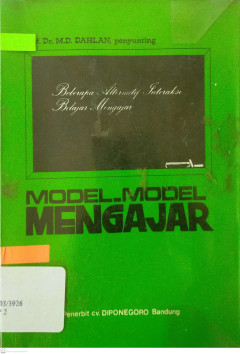 Dr. M.D. DAHLAN, penyunting
Beberapa Alternatif Interaksi
Belajar Mengajar
MODEL-MODEL
MENGAJAR
Penerbit cv. DIPONEGORO Bandung